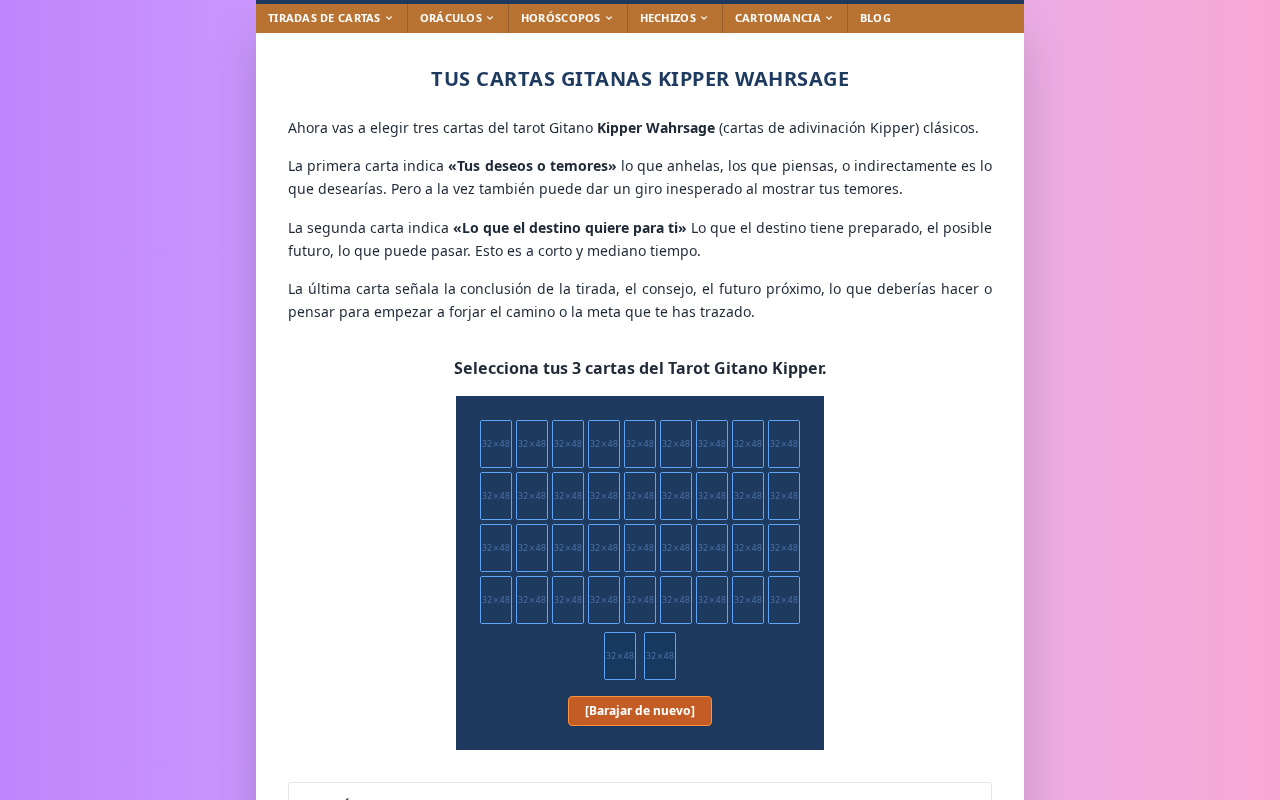 TIRADAS DE CARTAS ORÁCULOS HORÓSCOPOS HECHIZOS CARTOMANCIA BLOG
TUS CARTAS GITANAS KIPPER WAHRSAGE
Ahora vas a elegir tres cartas del tarot Gitano Kipper Wahrsage (cartas de adivinación Kipper) clásicos.
La primera carta indica «Tus deseos o temores» lo que anhelas, los que piensas, o indirectamente es lo
que desearías. Pero a la vez también puede dar un giro inesperado al mostrar tus temores.
La segunda carta indica «Lo que el destino quiere para ti» Lo que el destino tiene preparado, el posible
futuro, lo que puede pasar. Esto es a corto y mediano tiempo.
La última carta señala la conclusión de la tirada, el consejo, el futuro próximo, lo que deberías hacer o
pensar para empezar a forjar el camino o la meta que te has trazado.
Selecciona tus 3 cartas del Tarot Gitano Kipper.
32×48 32×48 32×48 32×48 32×48 32×48 32×48 32×48 32×48
32×48 32×48 32×48 32×48 32×48 32×48 32×48 32×48 32×48
32×48 32×48 32×48 32×48 32×48 32×48 32×48 32×48 32×48
32×48 32×48 32×48 32×48 32×48 32×48 32×48 32×48 32×48
32×48 32×48
[Barajar de nuevo]